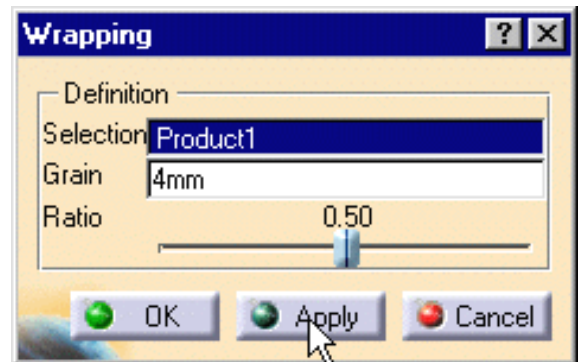 Wrapping
Definition
Selection Product1
Grain 4mm
Ratio 0.50
OK Apply Cancel